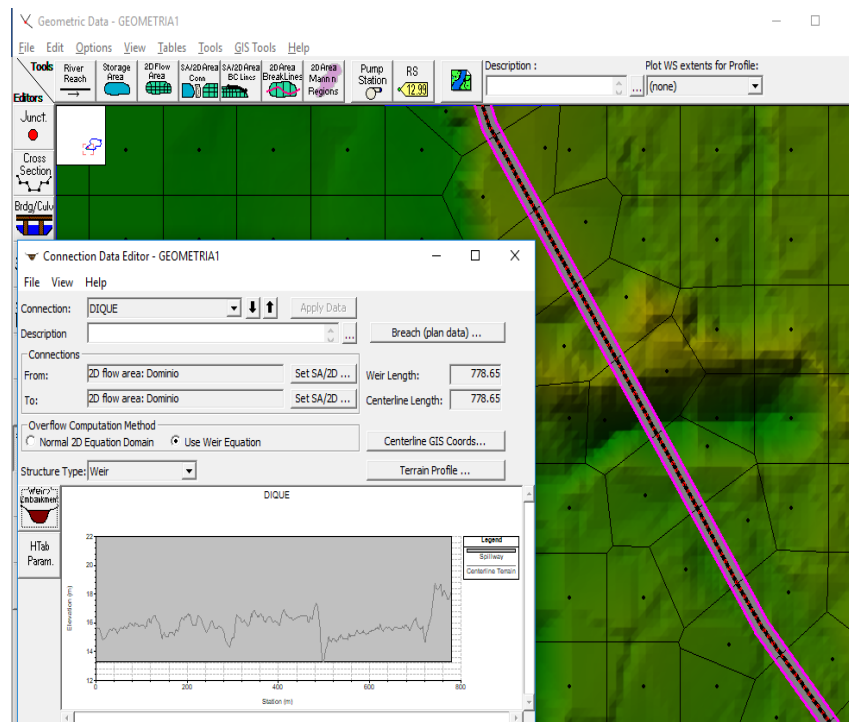 Geometric Data - GEOMETRIA1
File Edit Options View Tables Tools GIS Tools Help
Tools
Editors
River
Reach
Storage
Area
2D Flow
Area
SA/2D Area
Conn
SA/2D Area
BC Lines
2D Area
BreakLines
2D Area
Mann n
Regions
Pump
Station
RS
12.99
Description :
...
Plot WS extents for Profile:
(none)
Junct.
Cross
Section
Brdg/Culv
Connection Data Editor - GEOMETRIA1
File View Help
Connection: DIQUE Apply Data
Description ... Breach (plan data) ...
Connections
From: 2D flow area: Dominio Set SA/2D ... Weir Length: 778.65
To: 2D flow area: Dominio Set SA/2D ... Centerline Length: 778.65
Overflow Computation Method
Normal 2D Equation Domain Use Weir Equation Centerline GIS Coords...
Structure Type: Weir Terrain Profile ...
Weir /
Embankment
HTab
Param.
DIQUE
Legend
Spillway
Centerline Terrain
22
20
18
16
14
12
Elevation (m)
0 200 400 600 800
Station (m)